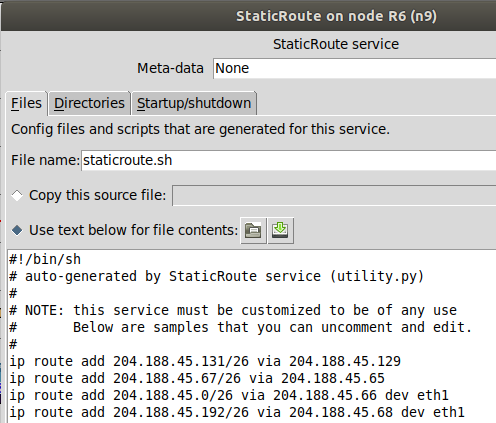 StaticRoute on node R6 (n9)
StaticRoute service
Meta-data None
Files Directories Startup/shutdown
Config files and scripts that are generated for this service.
File name: staticroute.sh
Copy this source file:
Use text below for file contents:
#!/bin/sh
# auto-generated by StaticRoute service (utility.py)
#
# NOTE: this service must be customized to be of any use
#       Below are samples that you can uncomment and edit.
#
ip route add 204.188.45.131/26 via 204.188.45.129
ip route add 204.188.45.67/26 via 204.188.45.65
ip route add 204.188.45.0/26 via 204.188.45.66 dev eth1
ip route add 204.188.45.192/26 via 204.188.45.68 dev eth1